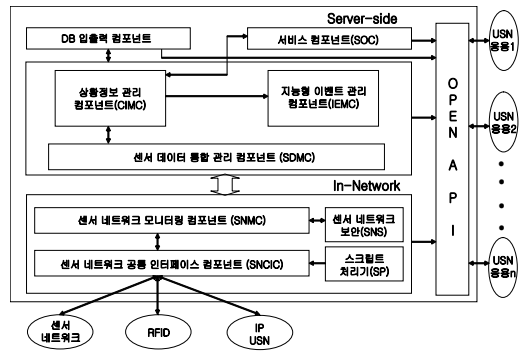 Server-side
DB 입출력 컴포넌트
서비스 컴포넌트(SOC)
상황정보 관리
컴포넌트(CIMC)
지능형 이벤트 관리
컴포넌트(IEMC)
센서 데이터 통합 관리 컴포넌트 (SDMC)
In-Network
센서 네트워크 모니터링 컴포넌트 (SNMC)
센서 네트워크
보안(SNS)
센서 네트워크 공통 인터페이스 컴포넌트 (SNCIC)
스크립트
처리기(SP)
OPEN API
USN
응용1
USN
응용2
USN
응용n
센서
네트워크
RFID
IP
USN